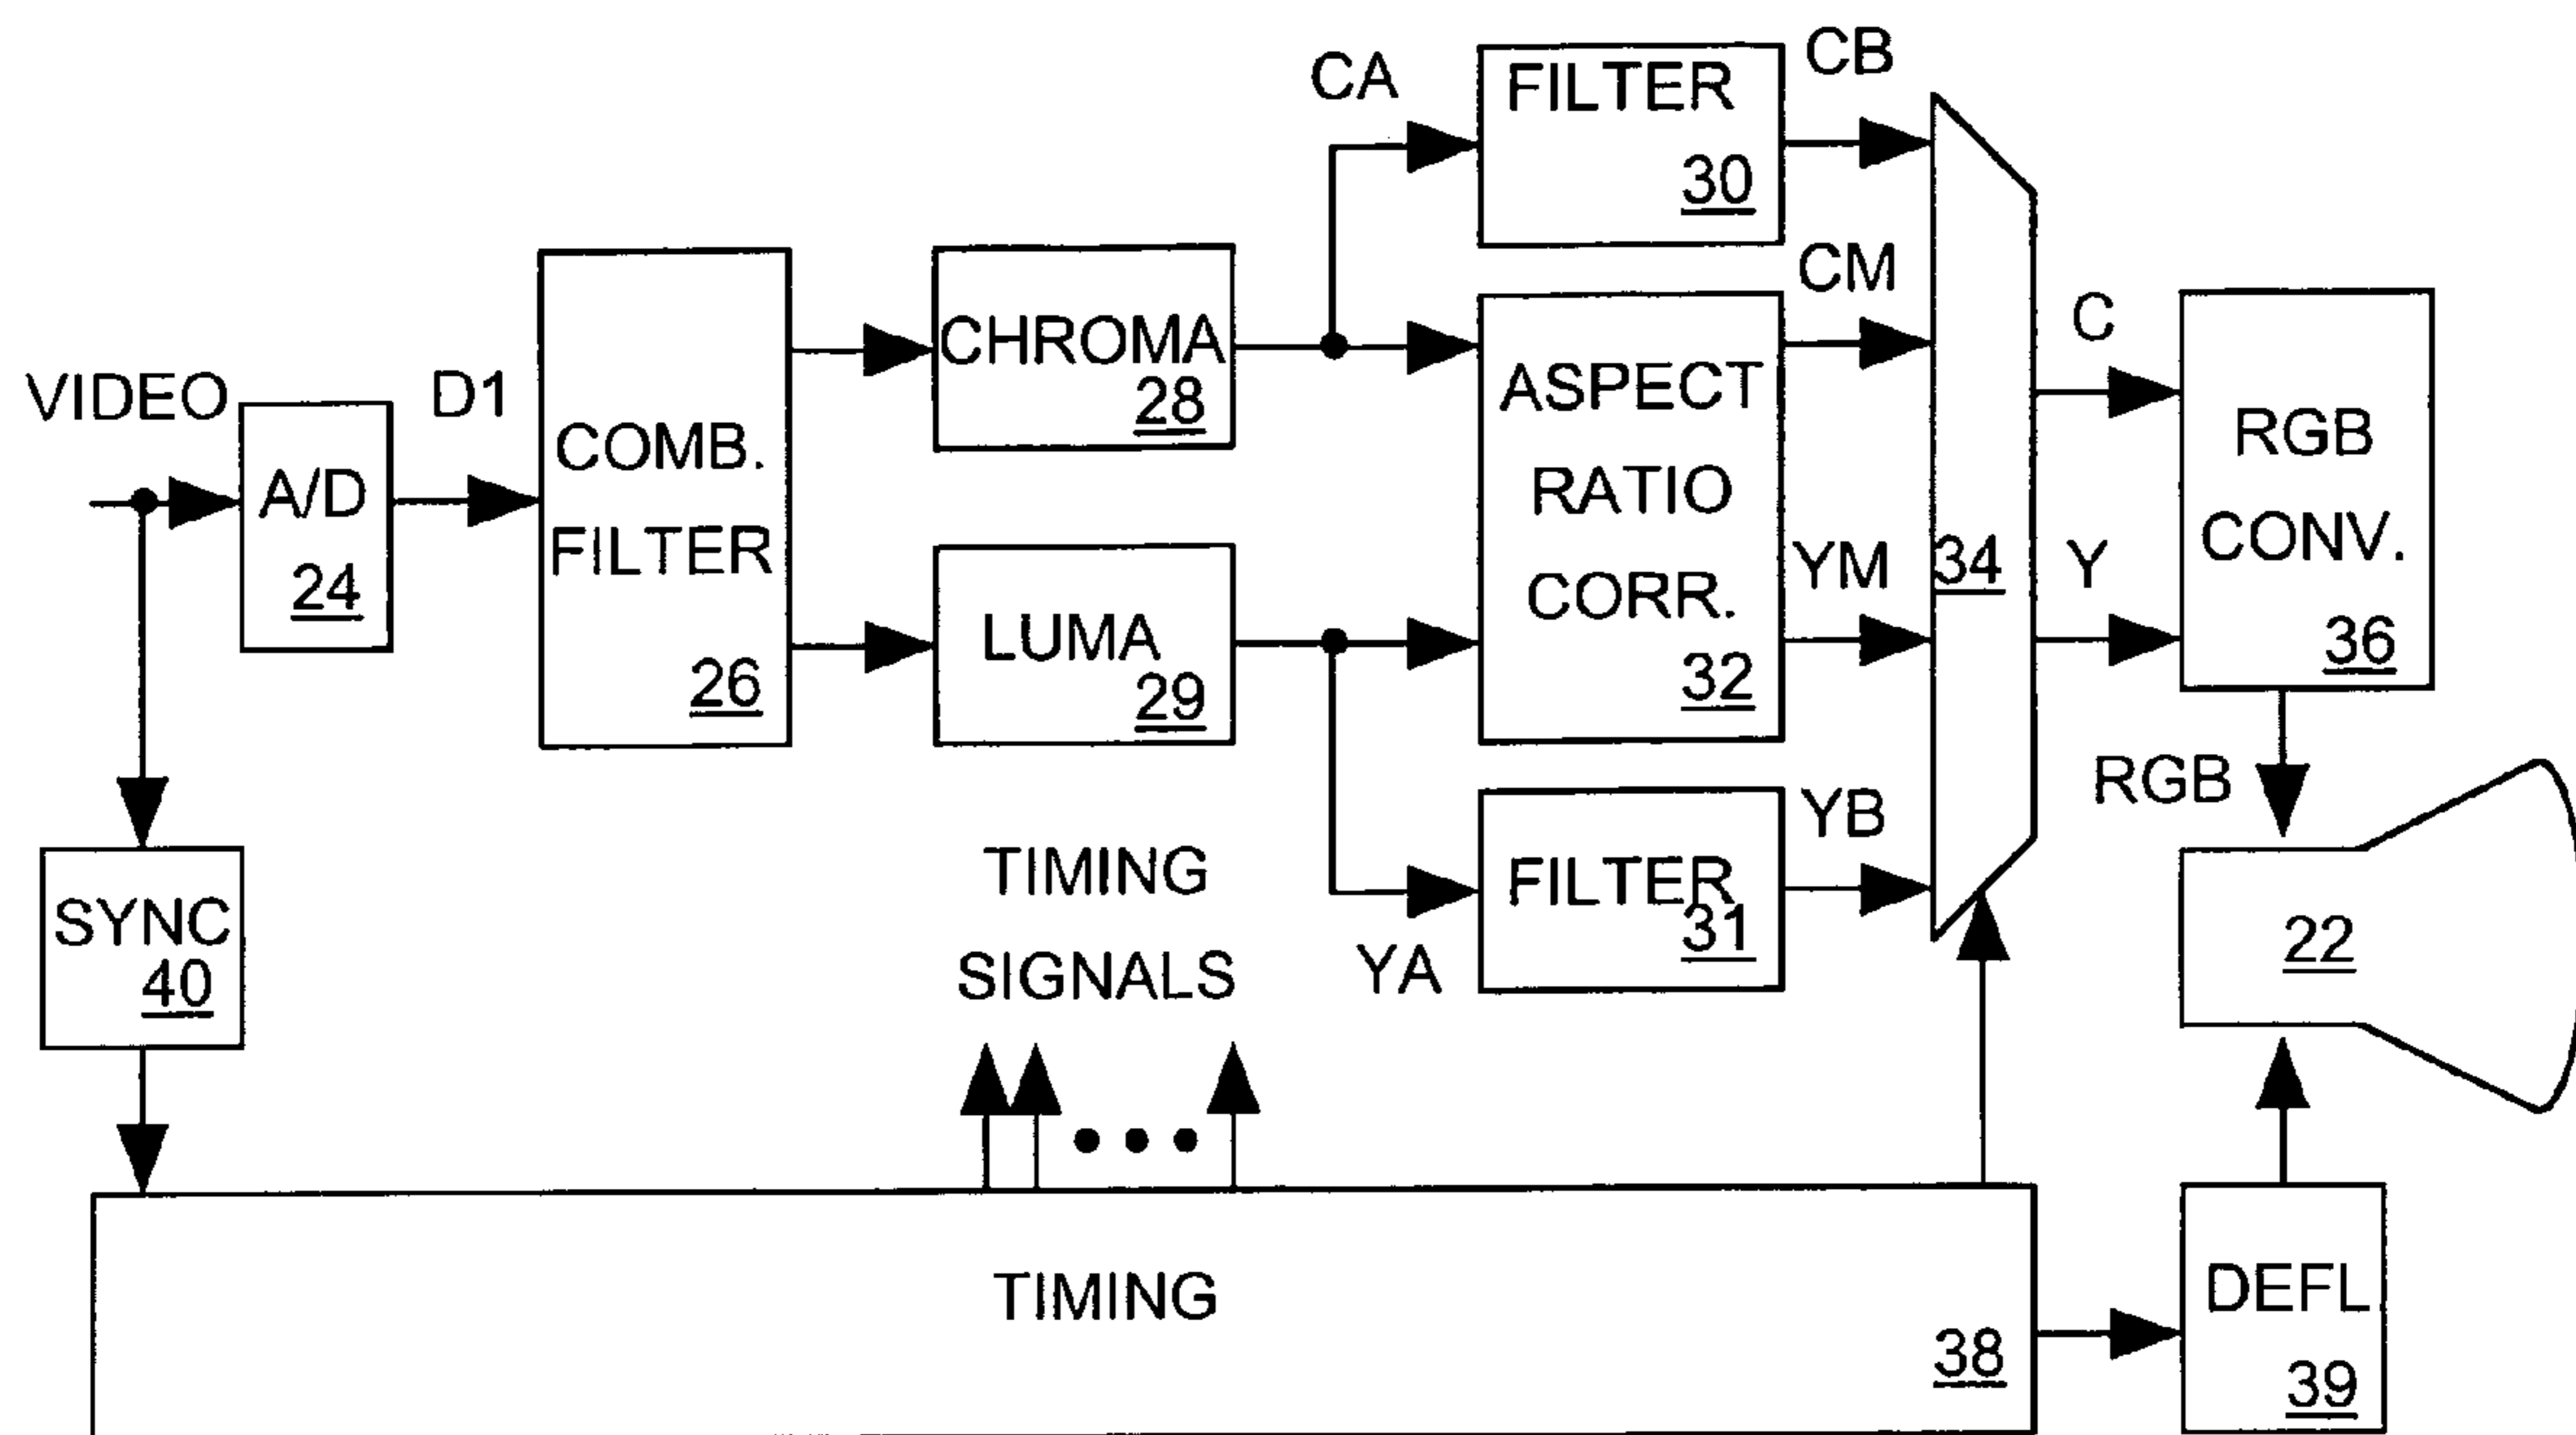 VIDEO
A/D
24
D1
COMB.
FILTER
26
CHROMA
28
LUMA
29
CA
FILTER
30
CB
ASPECT
RATIO
CORR.
32
CM
YM
YA
FILTER
31
YB
34
C
Y
RGB
CONV.
36
RGB
22
SYNC
40
TIMING
SIGNALS
TIMING
38
DEFL
39